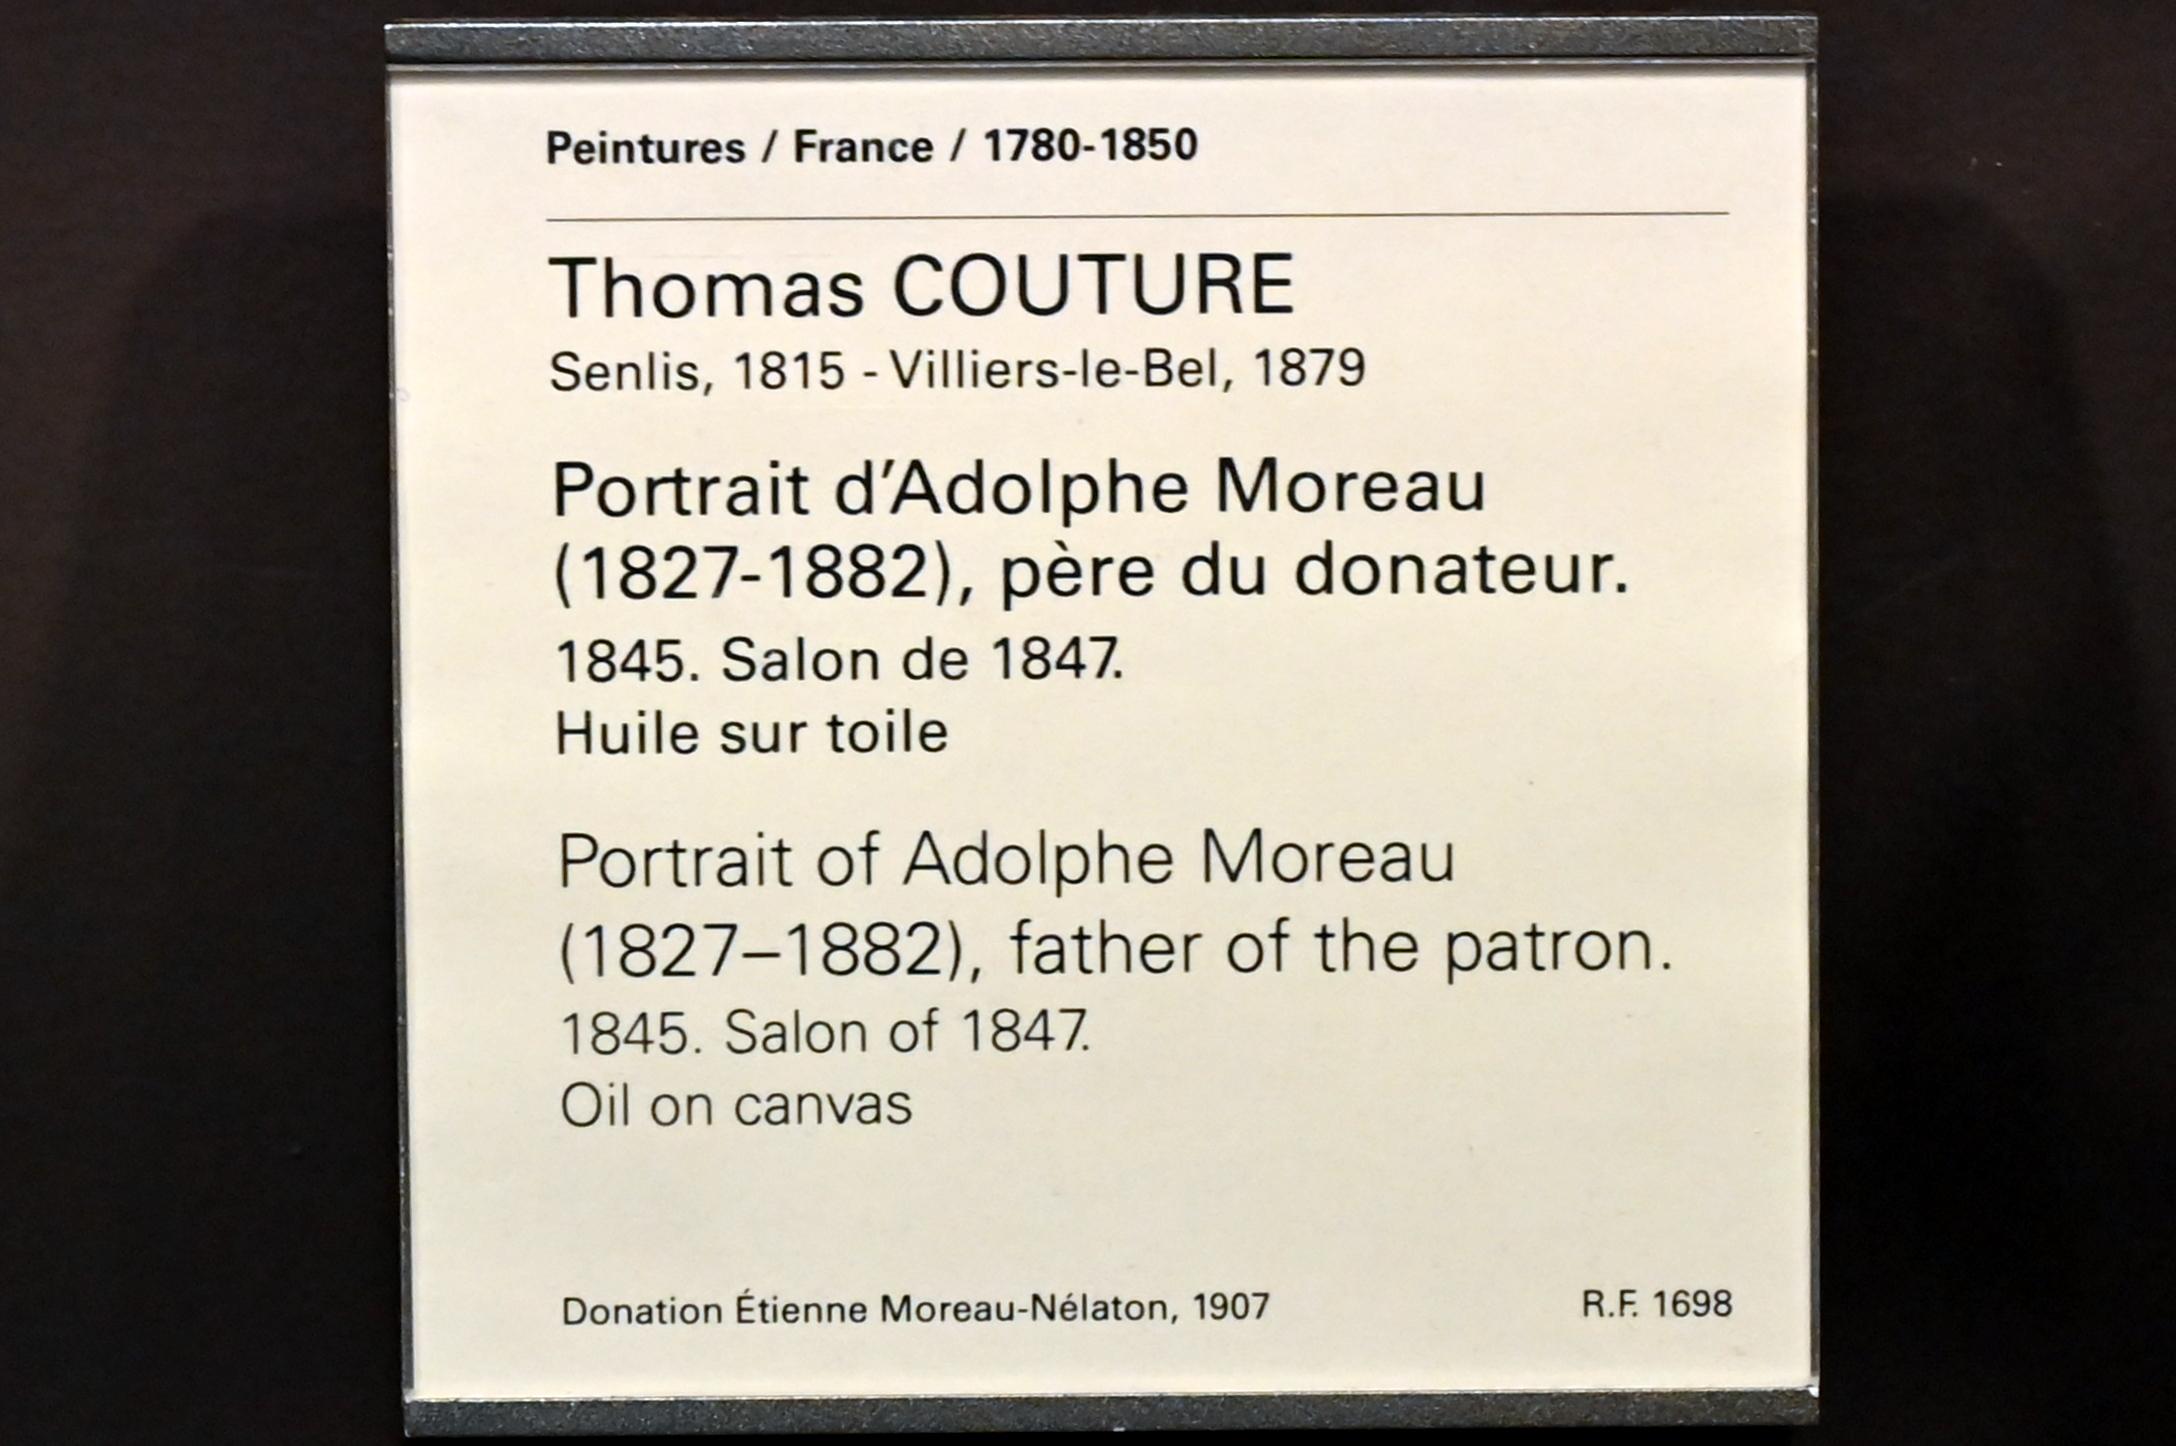 Peintures / France / 1780-1850
Thomas COUTURE
Senlis, 1815 - Villiers-le-Bel, 1879
Portrait d'Adolphe Moreau
(1827-1882), père du donateur.
1845. Salon de 1847.
Huile sur toile
Portrait of Adolphe Moreau
(1827–1882), father of the patron.
1845. Salon of 1847.
Oil on canvas
Donation Étienne Moreau-Nélaton, 1907 R.F. 1698